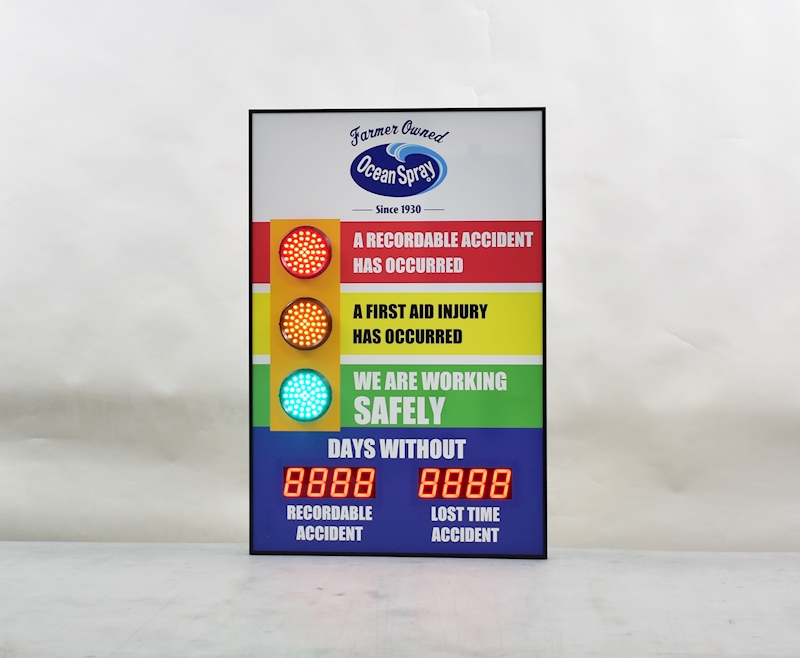 Farmer Owned
Ocean Spray
Since 1930
A RECORDABLE ACCIDENT
HAS OCCURRED
A FIRST AID INJURY
HAS OCCURRED
WE ARE WORKING
SAFELY
DAYS WITHOUT
8888 8888
RECORDABLE LOST TIME
ACCIDENT ACCIDENT